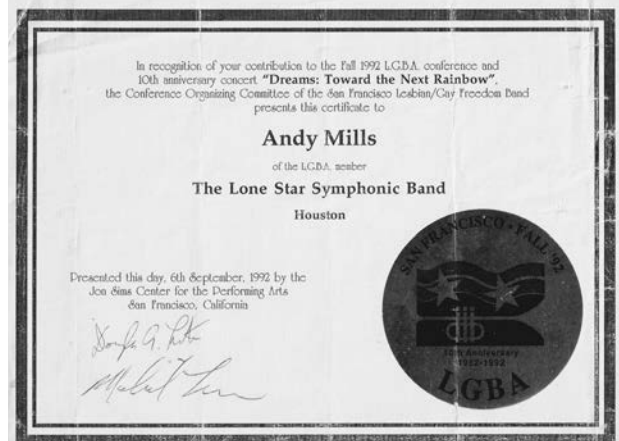 In recognition of your contribution to the Fall 1992 L.G.B.A. conference and
10th anniversary concert "Dreams: Toward the Next Rainbow",
the Conference Organizing Committee of the San Francisco Lesbian/Gay Freedom Band
presents this certificate to
Andy Mills
of the L.G.B.A. member
The Lone Star Symphonic Band
Houston
Presented this day, 6th September, 1992 by the
Jon Sims Center for the Performing Arts
San Francisco, California
SAN FRANCISCO • FALL '92
10th Anniversary
1982-1992
LGBA